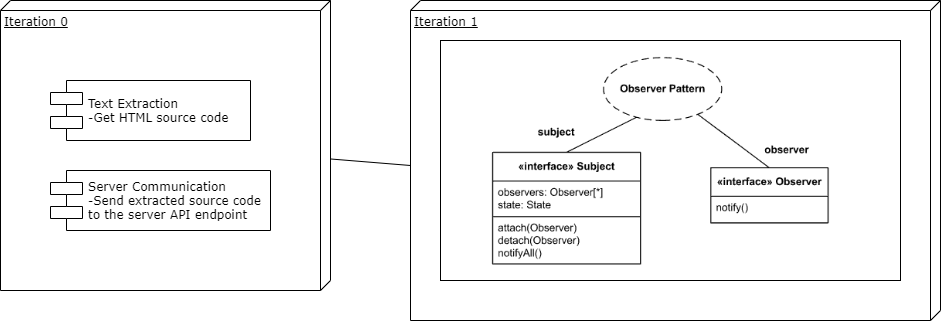 Iteration 0
Text Extraction
-Get HTML source code
Server Communication
-Send extracted source code
to the server API endpoint
Iteration 1
Observer Pattern
subject
observer
«interface» Subject
observers: Observer[*]
state: State
attach(Observer)
detach(Observer)
notifyAll()
«interface» Observer
notify()